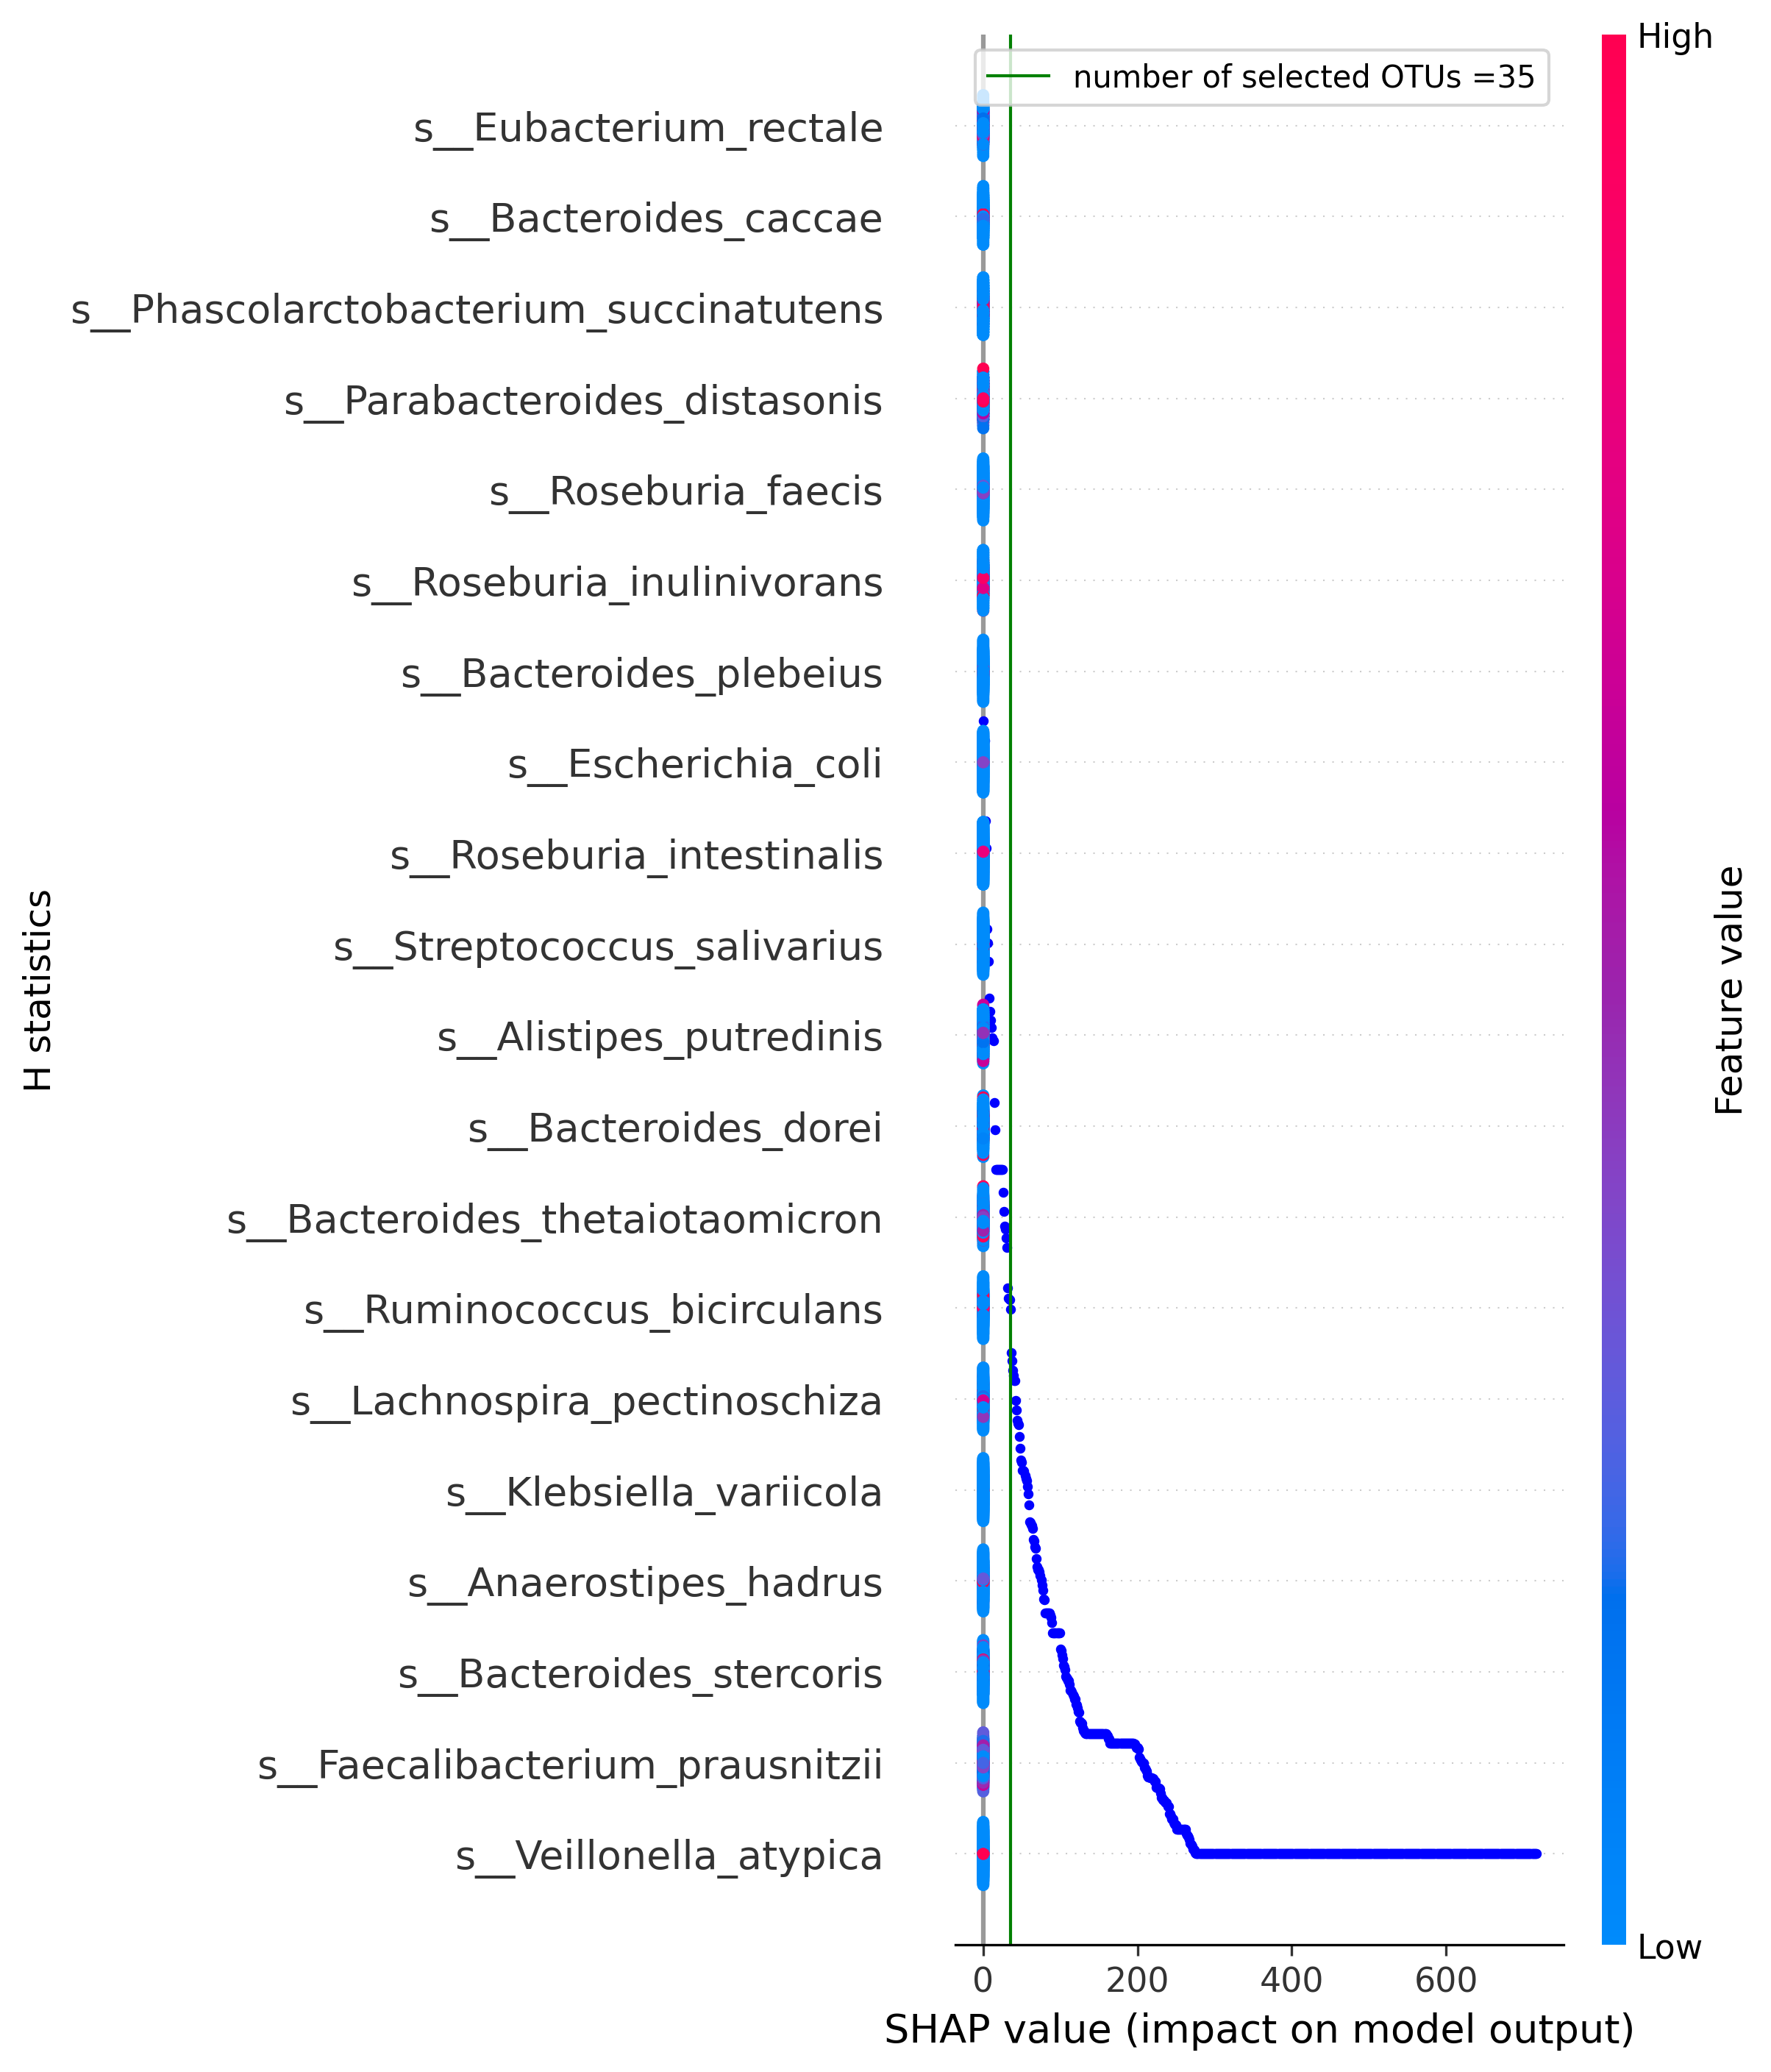 High
number of selected OTUs =35
s__Eubacterium_rectale
s__Bacteroides_caccae
s__Phascolarctobacterium_succinatutens
s__Parabacteroides_distasonis
s__Roseburia_faecis
s__Roseburia_inulinivorans
s__Bacteroides_plebeius
s__Escherichia_coli
s__Roseburia_intestinalis
s__Streptococcus_salivarius
s__Alistipes_putredinis
s__Bacteroides_dorei
s__Bacteroides_thetaiotaomicron
s__Ruminococcus_bicirculans
s__Lachnospira_pectinoschiza
s__Klebsiella_variicola
s__Anaerostipes_hadrus
s__Bacteroides_stercoris
s__Faecalibacterium_prausnitzii
s__Veillonella_atypica
H statistics
Feature value
Low
0 200 400 600
SHAP value (impact on model output)